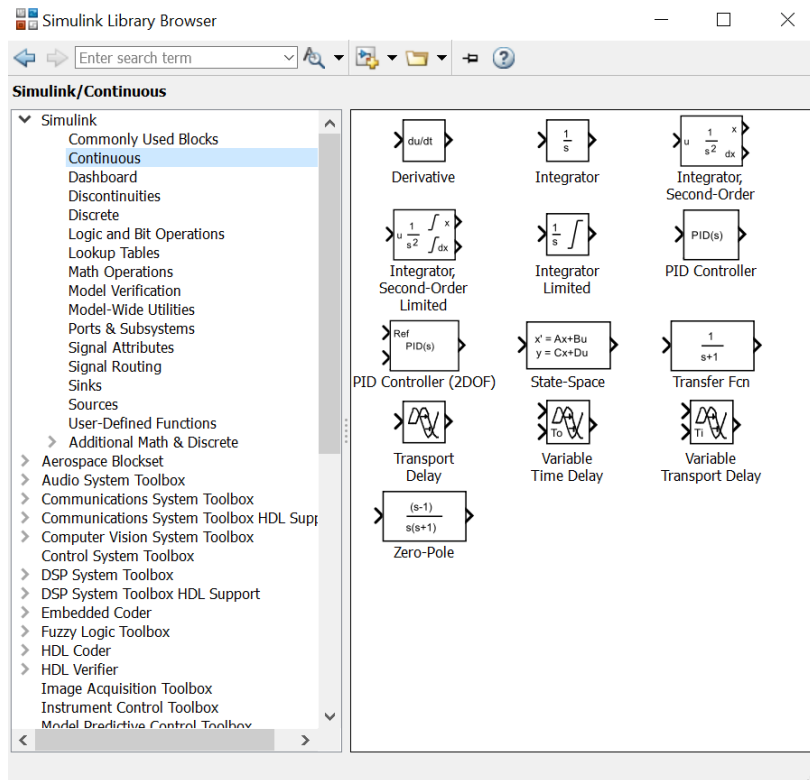 Simulink Library Browser
Enter search term
Simulink/Continuous
Simulink
Commonly Used Blocks
Continuous
Dashboard
Discontinuities
Discrete
Logic and Bit Operations
Lookup Tables
Math Operations
Model Verification
Model-Wide Utilities
Ports & Subsystems
Signal Attributes
Signal Routing
Sinks
Sources
User-Defined Functions
Additional Math & Discrete
Aerospace Blockset
Audio System Toolbox
Communications System Toolbox
Communications System Toolbox HDL Supp
Computer Vision System Toolbox
Control System Toolbox
DSP System Toolbox
DSP System Toolbox HDL Support
Embedded Coder
Fuzzy Logic Toolbox
HDL Coder
HDL Verifier
Image Acquisition Toolbox
Instrument Control Toolbox
Model Predictive Control Toolbox
du/dt
Derivative
1
s
Integrator
u 1 x
s2 dx
Integrator,
Second-Order
u 1 ∫ x
s2 ∫ dx
Integrator,
Second-Order
Limited
1 ∫
s
Integrator
Limited
PID(s)
PID Controller
Ref
PID(s)
PID Controller (2DOF)
x' = Ax+Bu
y = Cx+Du
State-Space
1
s+1
Transfer Fcn
Transport
Delay
To
Variable
Time Delay
Ti
Variable
Transport Delay
(s-1)
s(s+1)
Zero-Pole